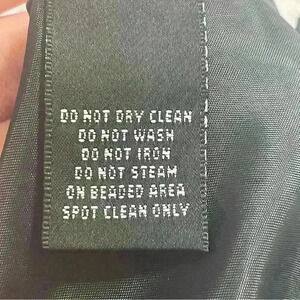 DO NOT DRY CLEAN
DO NOT WASH
DO NOT IRON
DO NOT STEAM
ON BEADED AREA
SPOT CLEAN ONLY